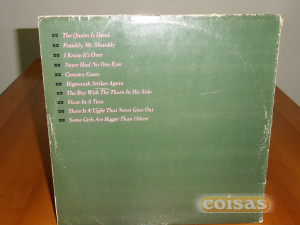 The Queen Is Dead
Frankly, Mr. Shankly
I Know It's Over
Never Had No One Ever
Cemetry Gates
Bigmouth Strikes Again
The Boy With The Thorn In His Side
Vicar In A Tutu
There Is A Light That Never Goes Out
Some Girls Are Bigger Than Others
coisas